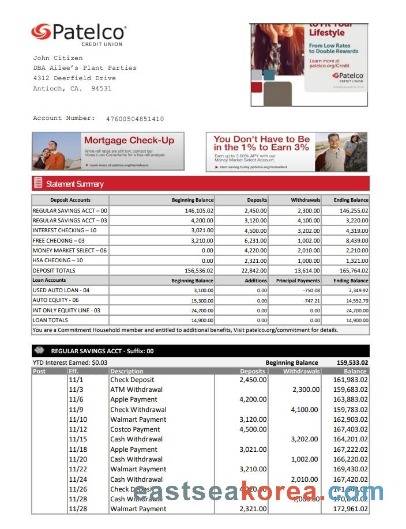 to Fit Your
Lifestyle
From Low Rates
to Double Rewards
Learn more at
patelco.org/Credit
Patelco
Patelco
CREDIT UNION
John Citizen
DBA Ailee's Plant Parties
4312 Deerfield Drive
Antioch, CA. 94531
Account Number: 47600504851410
Mortgage Check-Up
You Don't Have to Be
in the 1% to Earn 3%
Statement Summary
Deposit Accounts Beginning Balance Deposits Withdrawals Ending Balance
REGULAR SAVINGS ACCT – 00 146,105.02 2,450.00 2,300.00 146,255.02
REGULAR SAVINGS ACCT – 03 4,200.00 3,120.00 4,100.00 3,220.00
INTEREST CHECKING – 10 3,021.00 4,500.00 3,202.00 4,319.00
FREE CHECKING – 03 3,210.00 6,231.00 1,002.00 8,439.00
MONEY MARKET SELECT – 06 0.00 4,220.00 2,010.00 2,210.00
HSA CHECKING – 10 0.00 2,321.00 1,000.00 1,321.00
DEPOSIT TOTALS 156,536.02 22,842.00 13,614.00 165,764.02
Loan Accounts Beginning Balance Additions Principal Payments Ending Balance
USED AUTO LOAN - 04 3,100.00 0.00 -750.08 2,349.92
AUTO EQUITY - 06 15,300.00 0.00 -747.21 14,552.79
INT ONLY EQUITY LINE - 03 24,200.00 0.00 0.00 24,200.00
LOAN TOTALS 14,900.00 0.00 0.00 14,900.00
You are a Commitment Household member and entitled to additional benefits, Visit patelco.org/commitment for details.
REGULAR SAVINGS ACCT - Suffix: 00
YTD Interest Earned: $0.03 Beginning Balance 159,533.02
Post Eff. Description Deposits Withdrawals Balance
11/1 Check Deposit 2,450.00 161,983.02
11/3 ATM Withdrawal 2,300.00 159,683.02
11/6 Apple Payment 4,200.00 163,883.02
11/9 Check Withdrawal 4,100.00 159,783.02
11/10 Walmart Payment 3,120.00 162,903.02
11/12 Costco Payment 4,500.00 167,403.02
11/15 Cash Withdrawal 3,202.00 164,201.02
11/18 Apple Payment 3,021.00 167,222.02
11/20 Cash Withdrawal 1,002.00 166,220.02
11/22 Walmart Payment 3,210.00 169,430.02
11/24 Cash Withdrawal 2,010.00 167,420.02
11/26 Check Deposit
11/28 Cash Withdrawal
11/28 Walmart Payment 2,321.00 172,961.02
eastseakorea.com